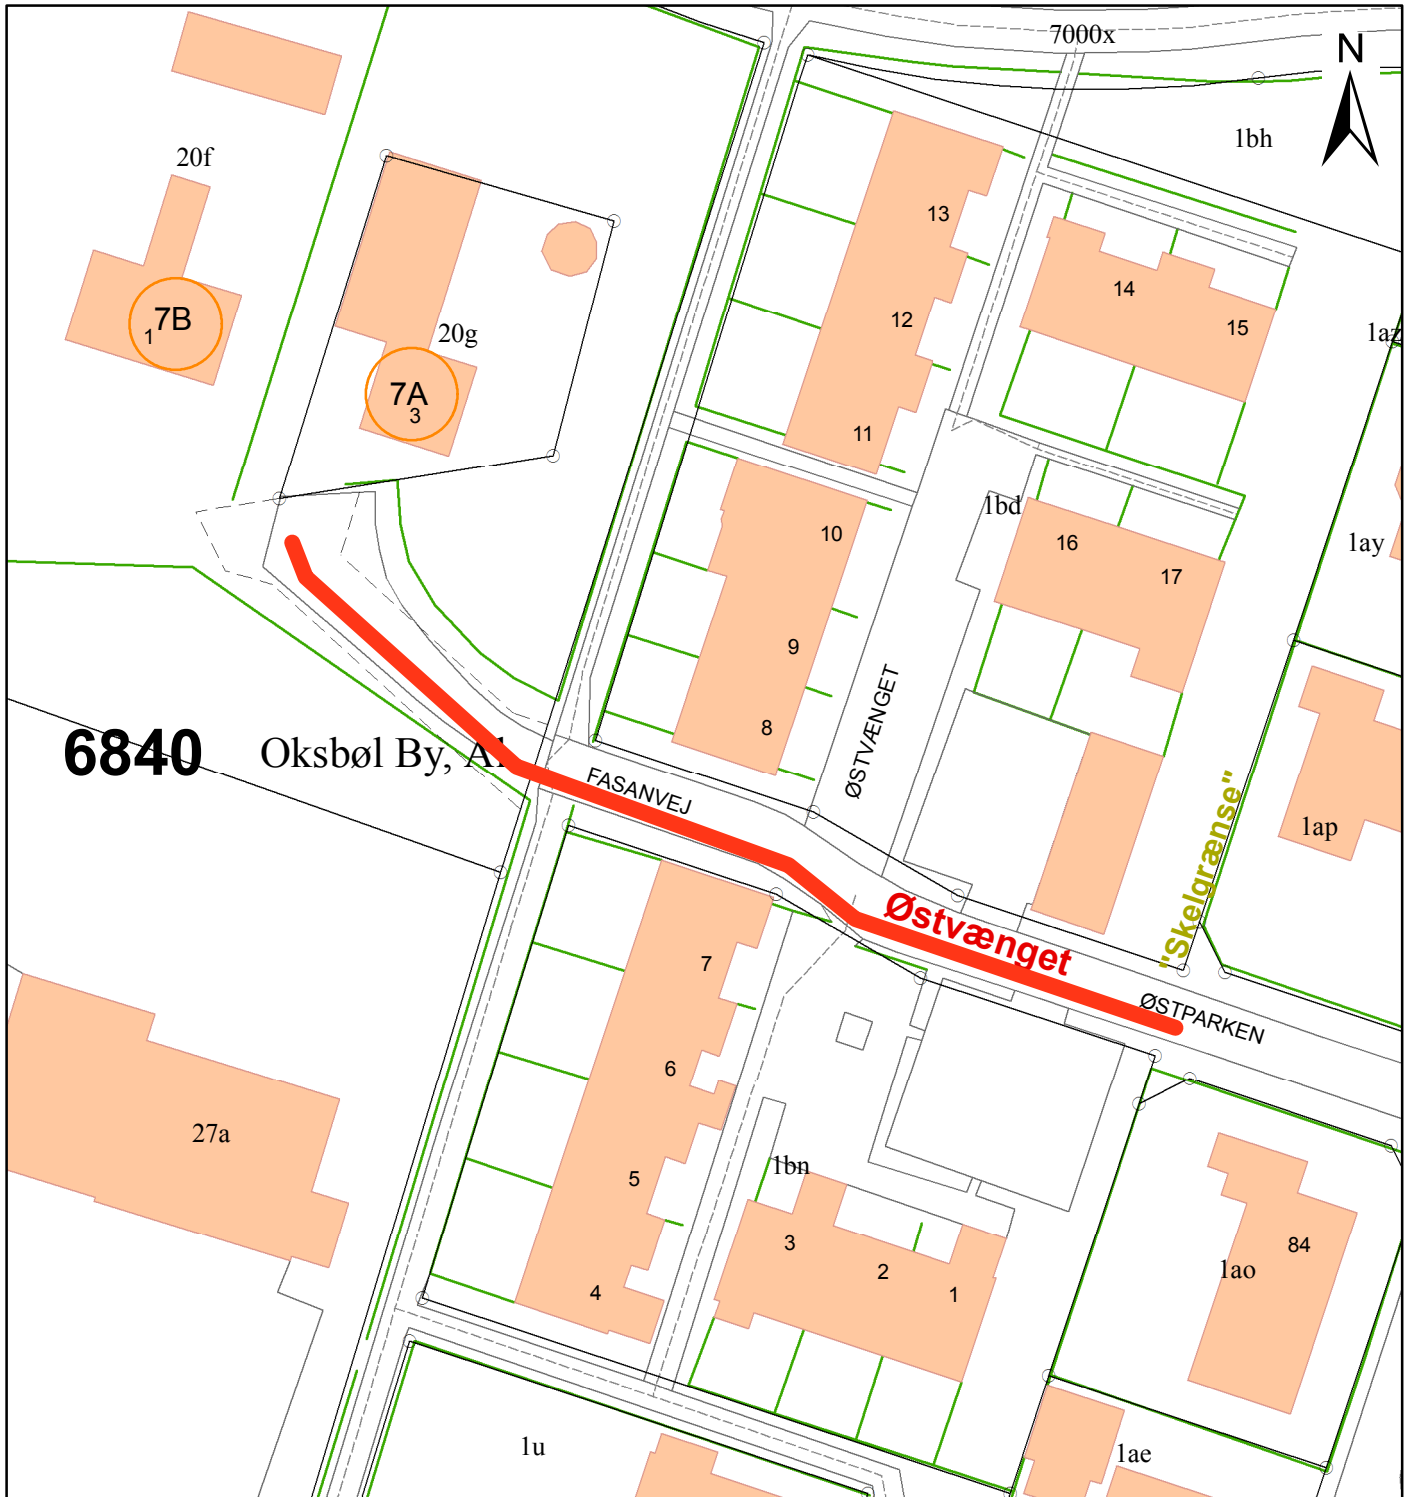 7000x
N
1bh
20f
13
14
15
1az
7B
1
20g
12
7A
3
11
1bd
10
16
17
1ay
9
8
ØSTVÆNGET
6840
Oksbøl By, Al
FASANVEJ
1ap
"Skelgrænse"
Østvænget
7
ØSTPARKEN
6
27a
5
1bn
3
2
1
4
84
1ao
1u
1ae